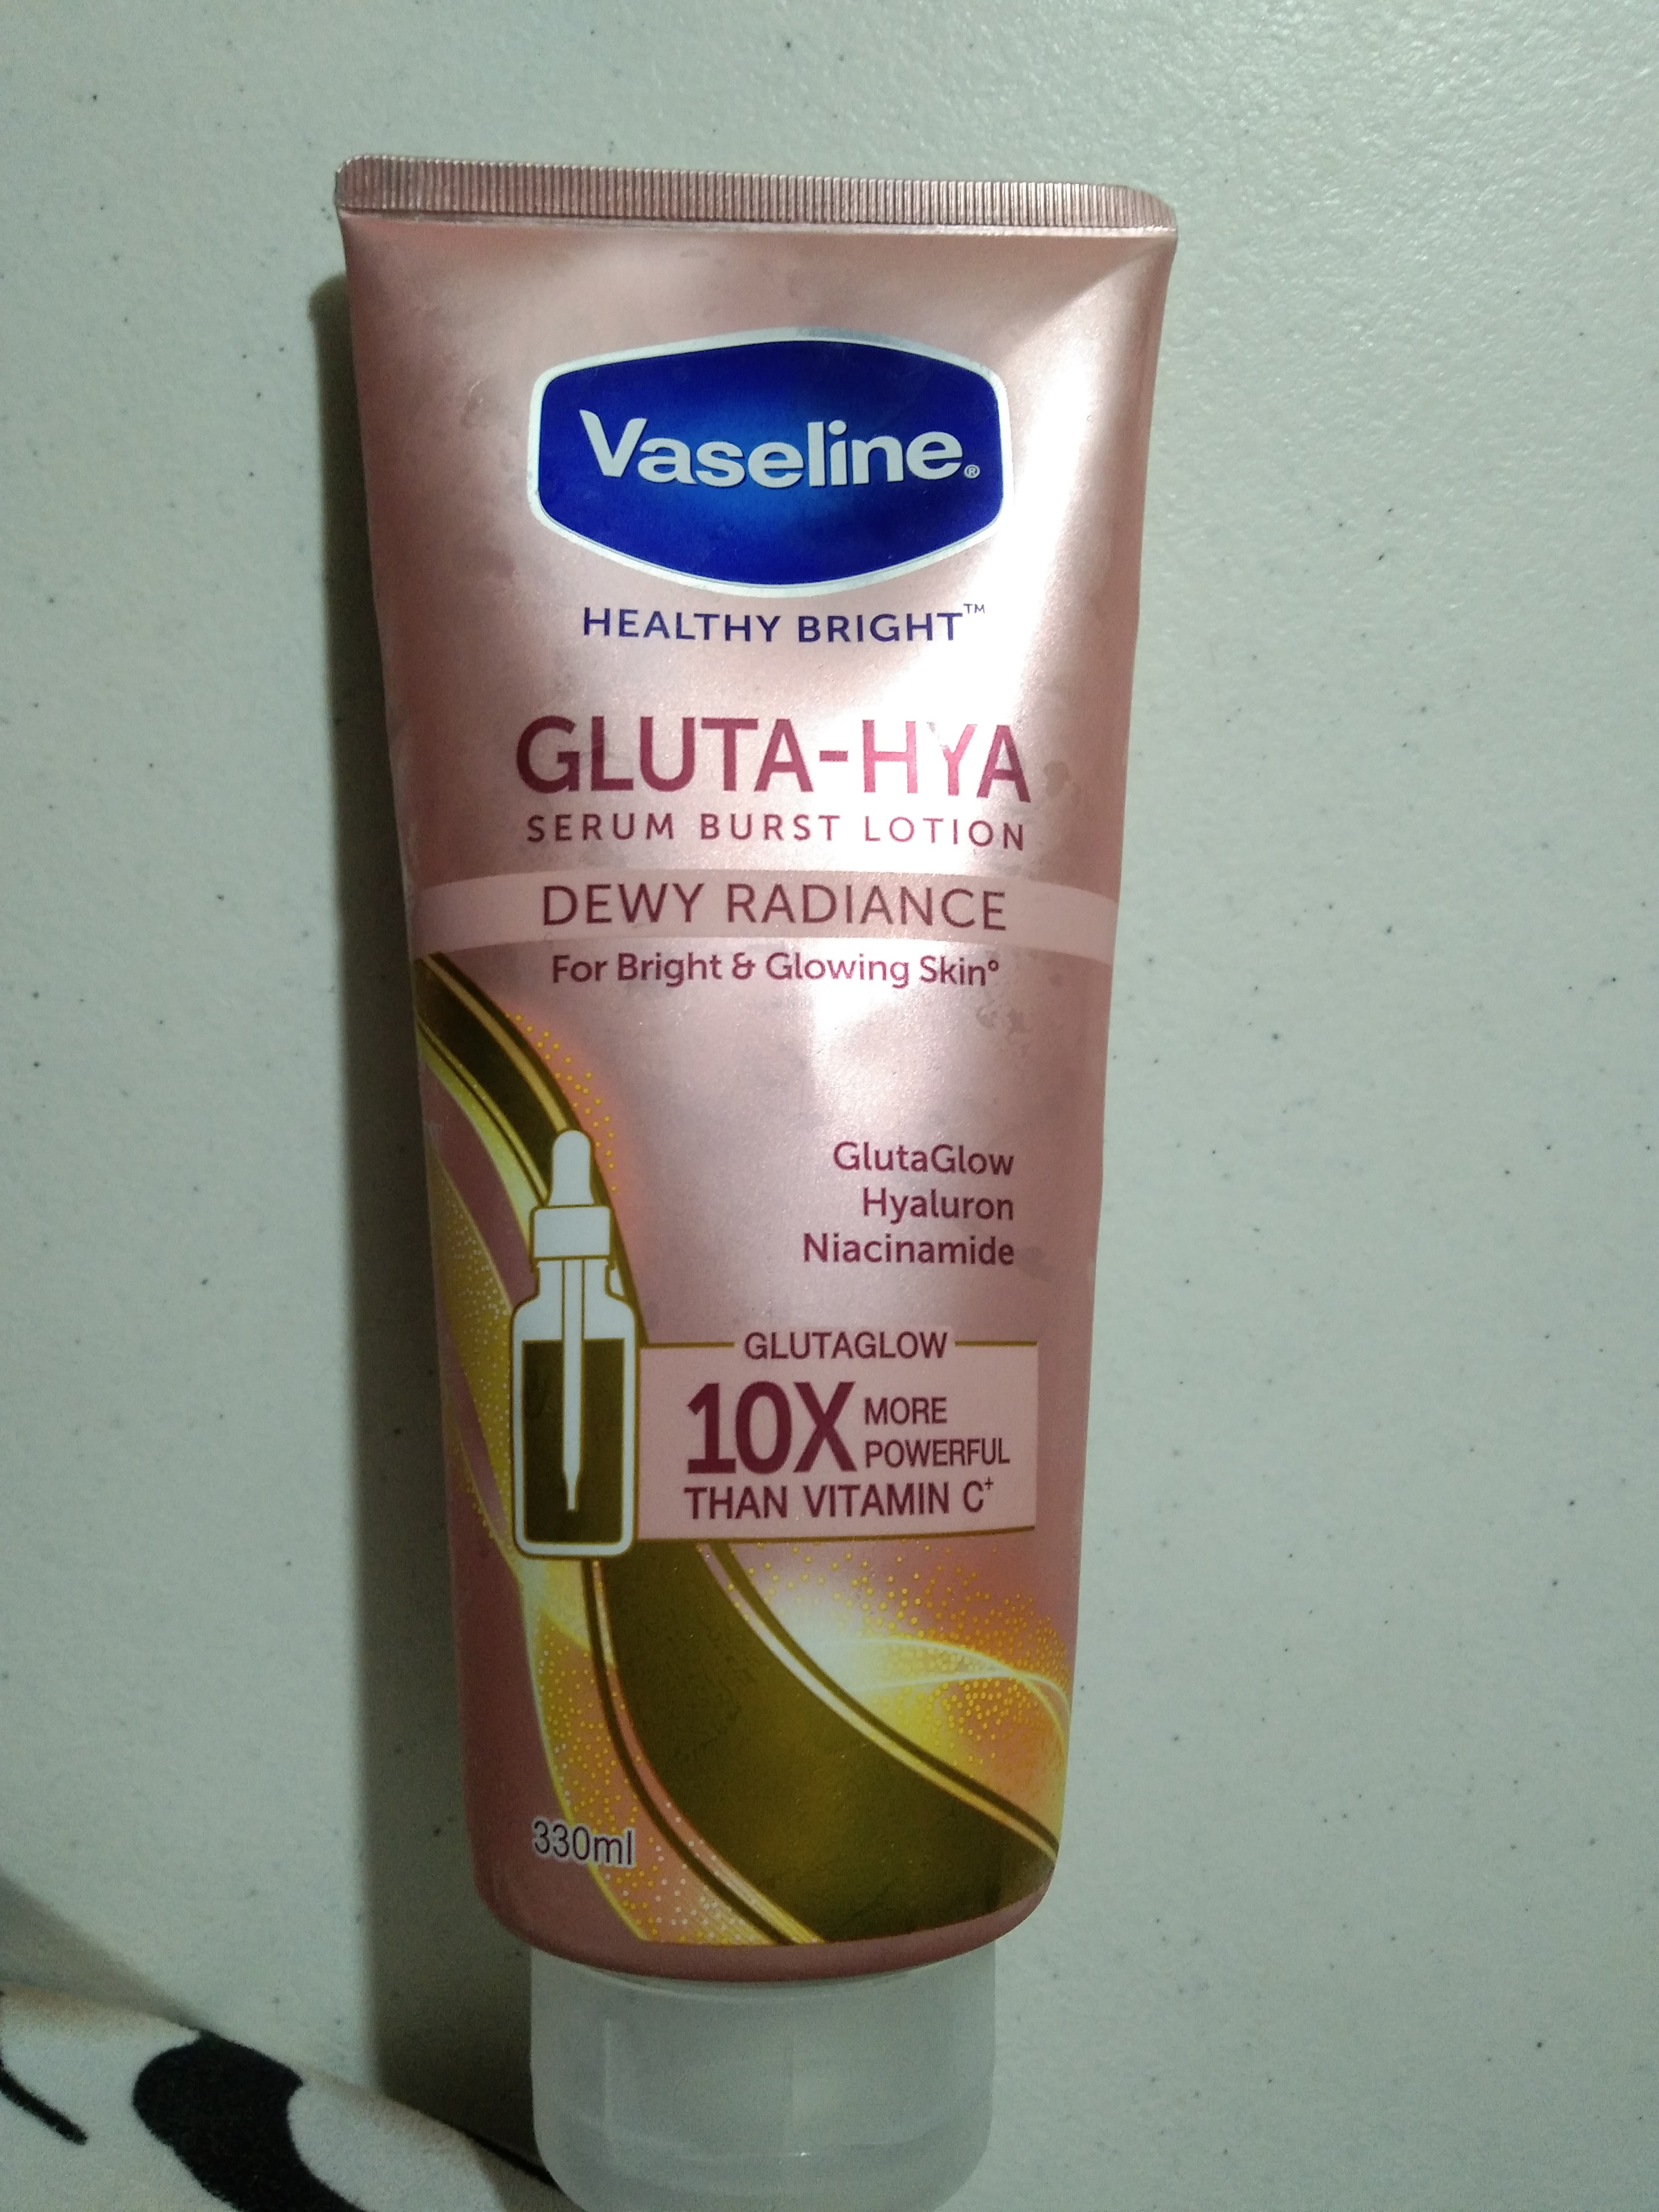 Vaseline®
HEALTHY BRIGHT™
GLUTA-HYA
SERUM BURST LOTION
DEWY RADIANCE
For Bright & Glowing Skin°
GlutaGlow
Hyaluron
Niacinamide
GLUTAGLOW
10X MORE
POWERFUL
THAN VITAMIN C⁺
330ml